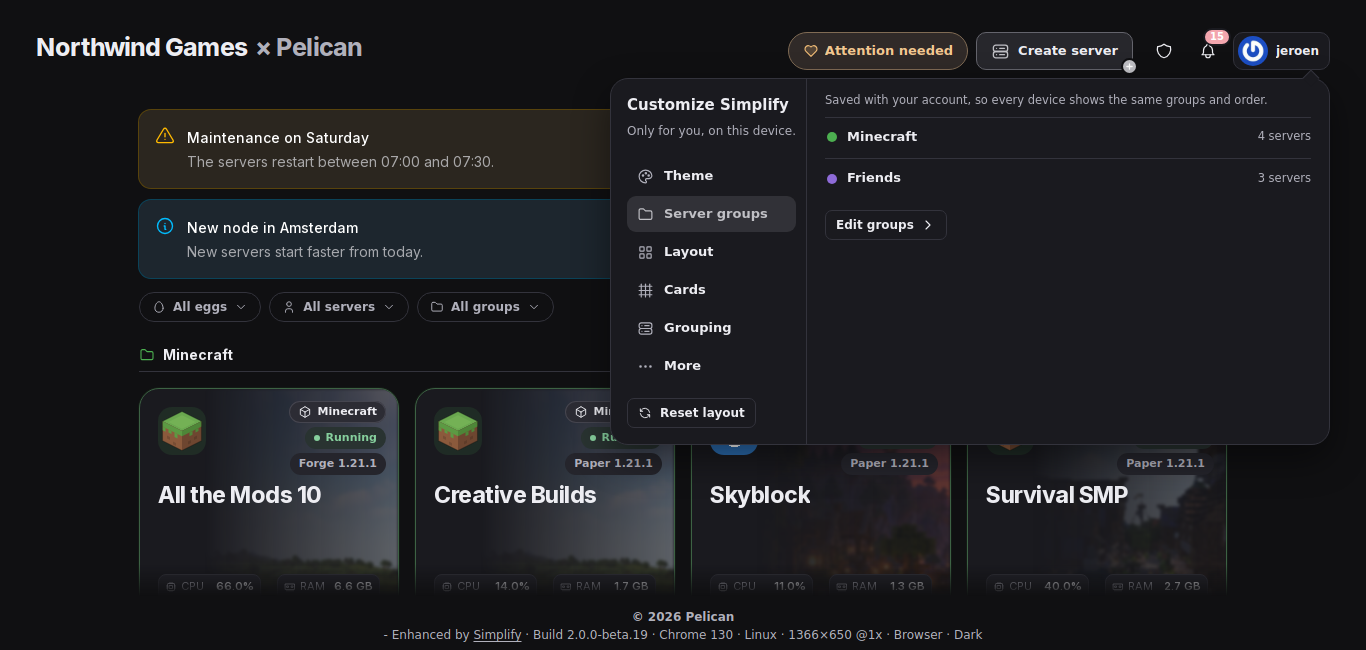 Northwind Games × Pelican
Attention needed
Create server
15
jeroen
Customize Simplify
Only for you, on this device.
Theme
Server groups
Layout
Cards
Grouping
More
Reset layout
Saved with your account, so every device shows the same groups and order.
Minecraft 4 servers
Friends 3 servers
Edit groups
Maintenance on Saturday
The servers restart between 07:00 and 07:30.
New node in Amsterdam
New servers start faster from today.
All eggs
All servers
All groups
Minecraft
Minecraft
Running
Forge 1.21.1
All the Mods 10
CPU 66.0% RAM 6.6 GB
Paper 1.21.1
Creative Builds
CPU 14.0% RAM 1.7 GB
Paper 1.21.1
Skyblock
CPU 11.0% RAM 1.3 GB
Paper 1.21.1
Survival SMP
CPU 40.0% RAM 2.7 GB
© 2026 Pelican
- Enhanced by Simplify · Build 2.0.0-beta.19 · Chrome 130 · Linux · 1366×650 @1x · Browser · Dark